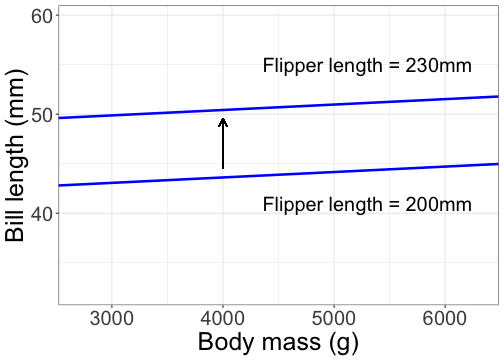 60
Flipper length = 230mm
50
40
Flipper length = 200mm
3000 4000 5000 6000
Body mass (g)
Bill length (mm)